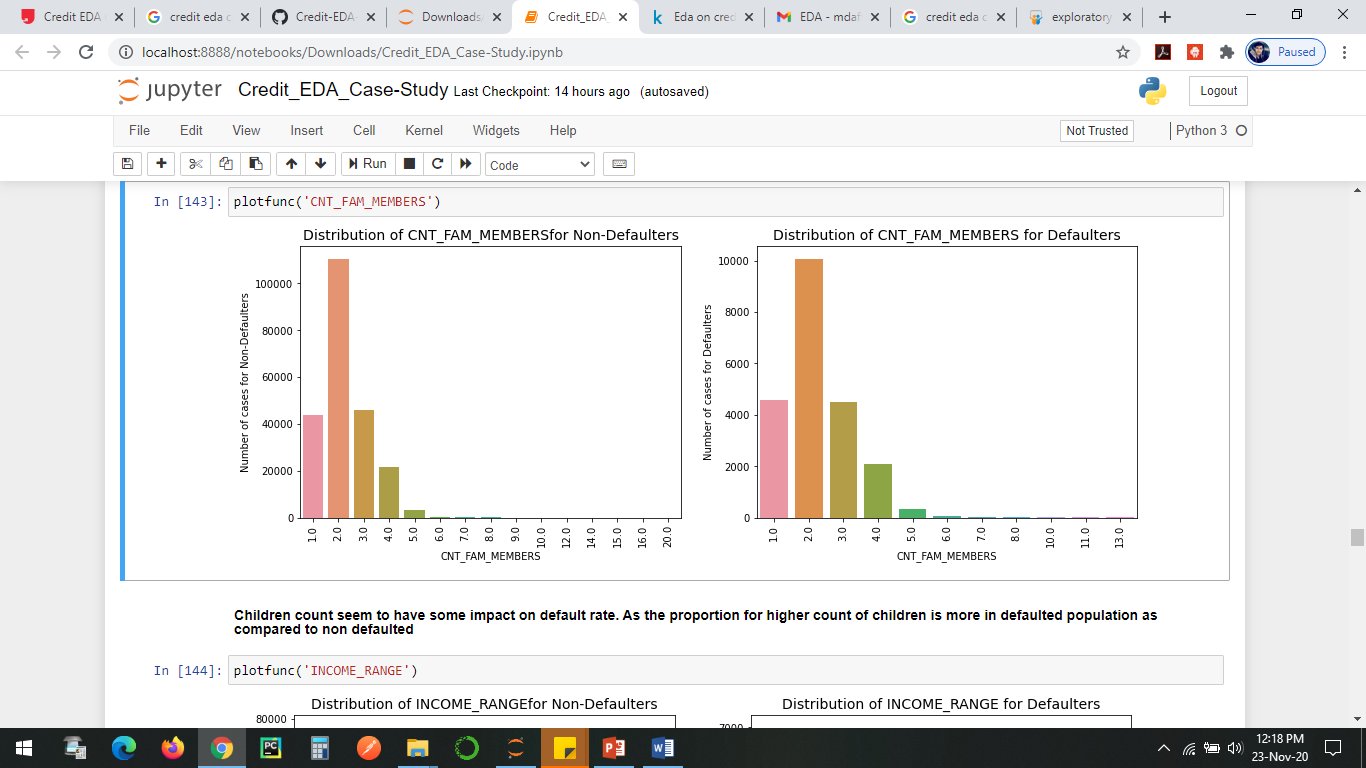 Credit EDA
credit eda c
Credit-EDA-
Downloads/
Credit_EDA_
Eda on cred
EDA - mdaf
credit eda c
exploratory
localhost:8888/notebooks/Downloads/Credit_EDA_Case-Study.ipynb
Paused
jupyter Credit_EDA_Case-Study Last Checkpoint: 14 hours ago (autosaved)
Logout
File Edit View Insert Cell Kernel Widgets Help
Not Trusted
Python 3
Run
Code
In [143]: plotfunc('CNT_FAM_MEMBERS')
Distribution of CNT_FAM_MEMBERSfor Non-Defaulters
Number of cases for Non-Defaulters
100000
80000
60000
40000
20000
0
1.0 2.0 3.0 4.0 5.0 6.0 7.0 8.0 9.0 10.0 12.0 14.0 15.0 16.0 20.0
CNT_FAM_MEMBERS
Distribution of CNT_FAM_MEMBERS for Defaulters
Number of cases for Defaulters
10000
8000
6000
4000
2000
0
1.0 2.0 3.0 4.0 5.0 6.0 7.0 8.0 10.0 11.0 13.0
CNT_FAM_MEMBERS
Children count seem to have some impact on default rate. As the proportion for higher count of children is more in defaulted population as
compared to non defaulted
In [144]: plotfunc('INCOME_RANGE')
Distribution of INCOME_RANGEfor Non-Defaulters
80000
Distribution of INCOME_RANGE for Defaulters
7000
12:18 PM
23-Nov-20